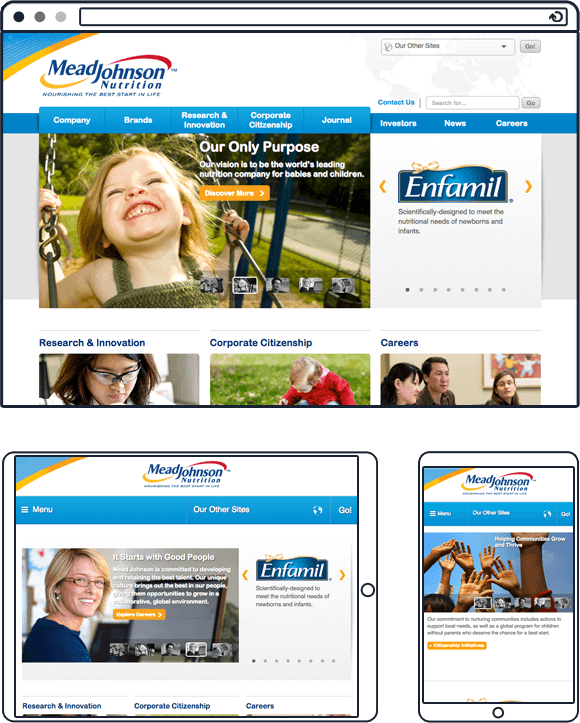 Our Other Sites
Go!
MeadJohnson™
Nutrition
NOURISHING THE BEST START IN LIFE
Contact Us |
Search for...
Go
Company
Brands
Research &
Innovation
Corporate
Citizenship
Journal
Investors
News
Careers
Our Only Purpose
Our vision is to be the world's leading
nutrition company for babies and children.
Discover More >
Enfamil®
Scientifically-designed to meet the
nutritional needs of newborns and
infants.
Research & Innovation
Corporate Citizenship
Careers
MeadJohnson™
Nutrition
NOURISHING THE BEST START IN LIFE
Menu
Our Other Sites
Go!
It Starts with Good People
Mead Johnson is committed to developing
and retaining the best talent. Our unique
culture brings out the best in our people,
giving them opportunities to grow in a
collaborative, global environment.
Explore Careers >
Enfamil
Scientifically-designed to
meet the nutritional needs of
newborns and infants.
Research & Innovation
Corporate Citizenship
Careers
MeadJohnson™
Nutrition
NOURISHING THE BEST START IN LIFE
Menu
Our Other Sites
Go!
Helping Communities Grow
and Thrive
Our commitment to nurturing communities includes actions to
support local needs, as well as a global program for children
without parents who deserve the chance for a best start.
Citizenship Initiatives